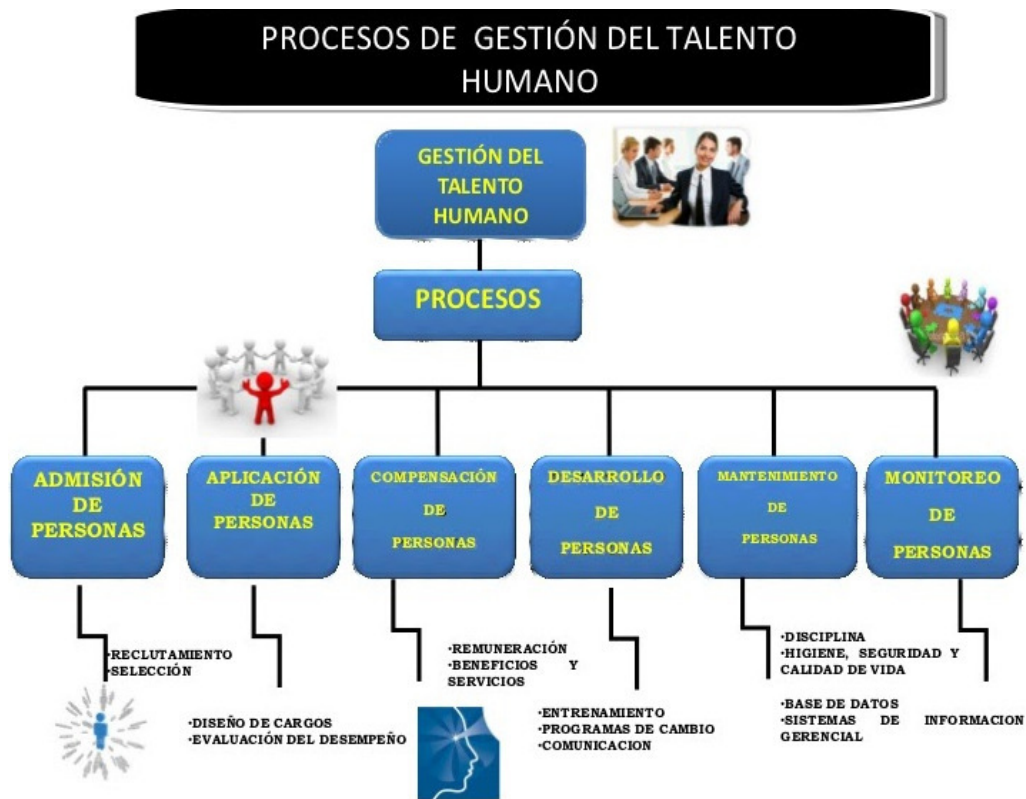 PROCESOS DE GESTIÓN DEL TALENTO
HUMANO
GESTIÓN DEL
TALENTO
HUMANO
PROCESOS
ADMISIÓN
DE
PERSONAS
APLICACIÓN
DE
PERSONAS
COMPENSACIÓN
DE
PERSONAS
DESARROLLO
DE
PERSONAS
MANTENIMIENTO
DE
PERSONAS
MONITOREO
DE
PERSONAS
•RECLUTAMIENTO
•SELECCIÓN
•DISEÑO DE CARGOS
•EVALUACIÓN DEL DESEMPEÑO
•REMUNERACIÓN
•BENEFICIOS Y
SERVICIOS
•ENTRENAMIENTO
•PROGRAMAS DE CAMBIO
•COMUNICACION
•DISCIPLINA
•HIGIENE, SEGURIDAD Y
CALIDAD DE VIDA
•BASE DE DATOS
•SISTEMAS DE INFORMACION
GERENCIAL